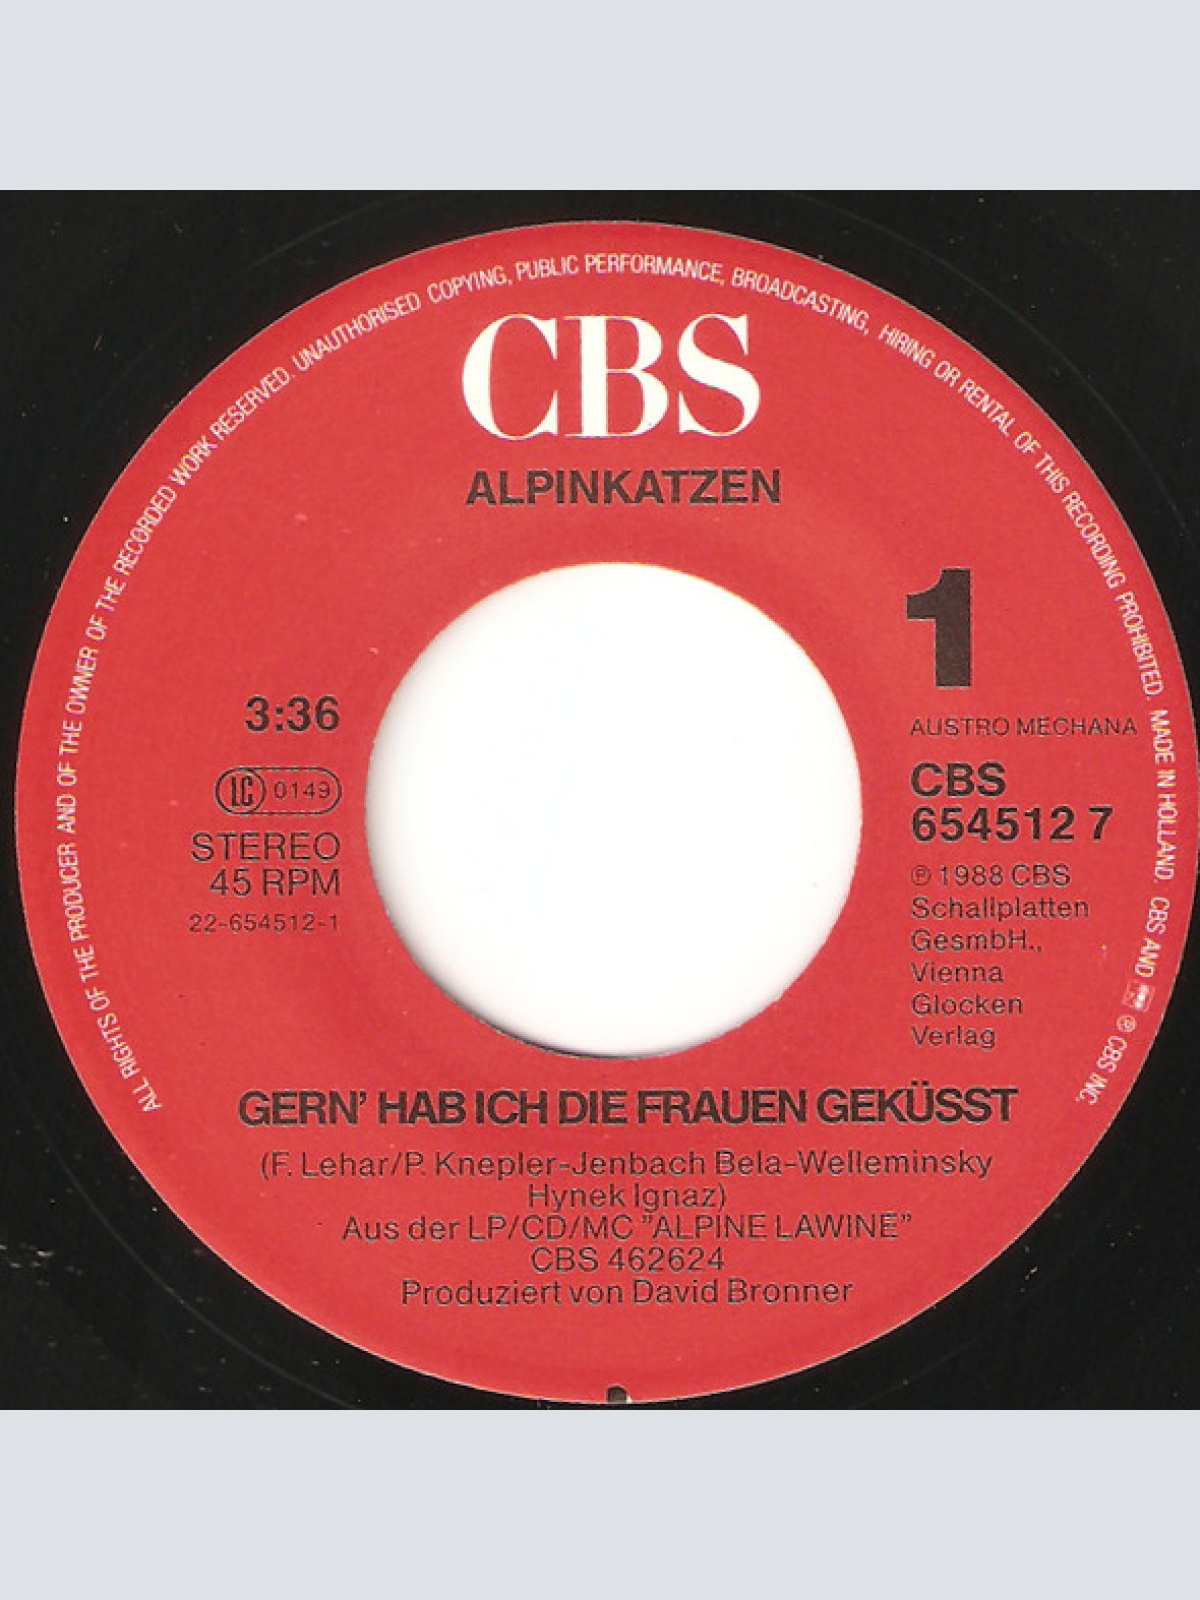 ALL RIGHTS OF THE PRODUCER AND OF THE OWNER OF THE RECORDED WORK RESERVED. UNAUTHORISED COPYING, PUBLIC PERFORMANCE, BROADCASTING, HIRING OR RENTAL OF THIS RECORDING PROHIBITED. MADE IN HOLLAND. CBS AND ℗ CBS INC.
CBS
ALPINKATZEN
1
3:36
LC 0149
STEREO
45 RPM
22-654512-1
AUSTRO MECHANA
CBS
654512 7
℗ 1988 CBS
Schallplatten
GesmbH.,
Vienna
Glocken
Verlag
GERN' HAB ICH DIE FRAUEN GEKÜSST
(F. Lehar/P. Knepler-Jenbach Bela-Welleminsky
Hynek Ignaz)
Aus der LP/CD/MC "ALPINE LAWINE"
CBS 462624
Produziert von David Bronner